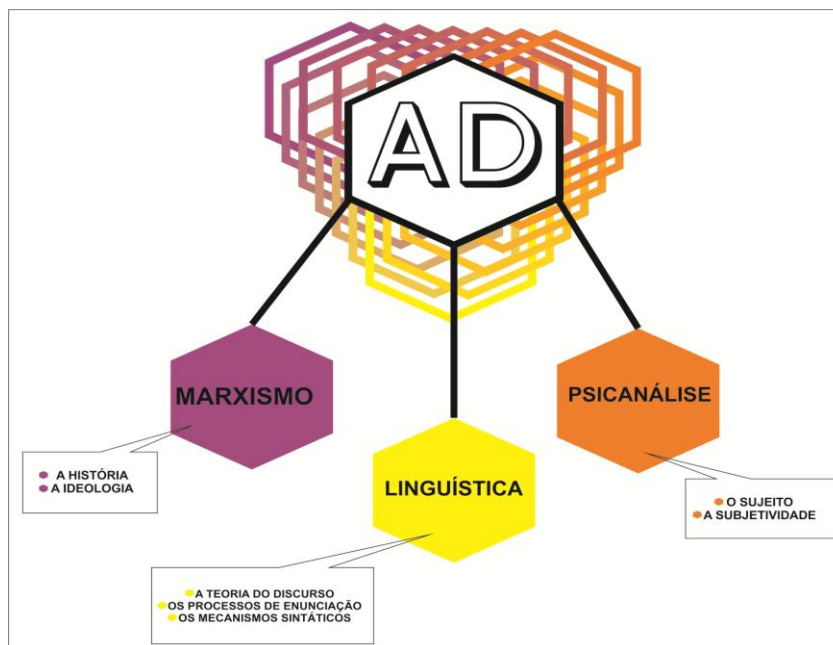 AD
MARXISMO
PSICANÁLISE
LINGUÍSTICA
A HISTÓRIA
A IDEOLOGIA
O SUJEITO
A SUBJETIVIDADE
A TEORIA DO DISCURSO
OS PROCESSOS DE ENUNCIAÇÃO
OS MECANISMOS SINTÁTICOS